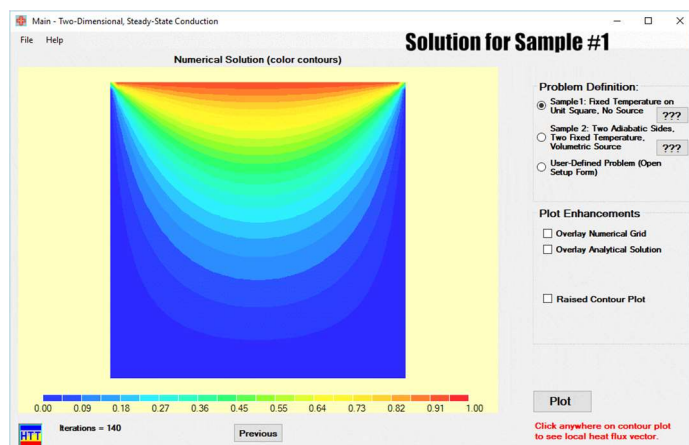 Main - Two-Dimensional, Steady-State Conduction
File Help
Solution for Sample #1
Numerical Solution (color contours)
Problem Definition:
Sample1: Fixed Temperature on
Unit Square, No Source
???
Sample 2: Two Adiabatic Sides,
Two Fixed Temperature,
Volumetric Source
???
User-Defined Problem (Open
Setup Form)
Plot Enhancements
Overlay Numerical Grid
Overlay Analytical Solution
Raised Contour Plot
0.00 0.09 0.18 0.27 0.36 0.45 0.55 0.64 0.73 0.82 0.91 1.00
Plot
HTT
Iterations = 140
Previous
Click anywhere on contour plot
to see local heat flux vector.